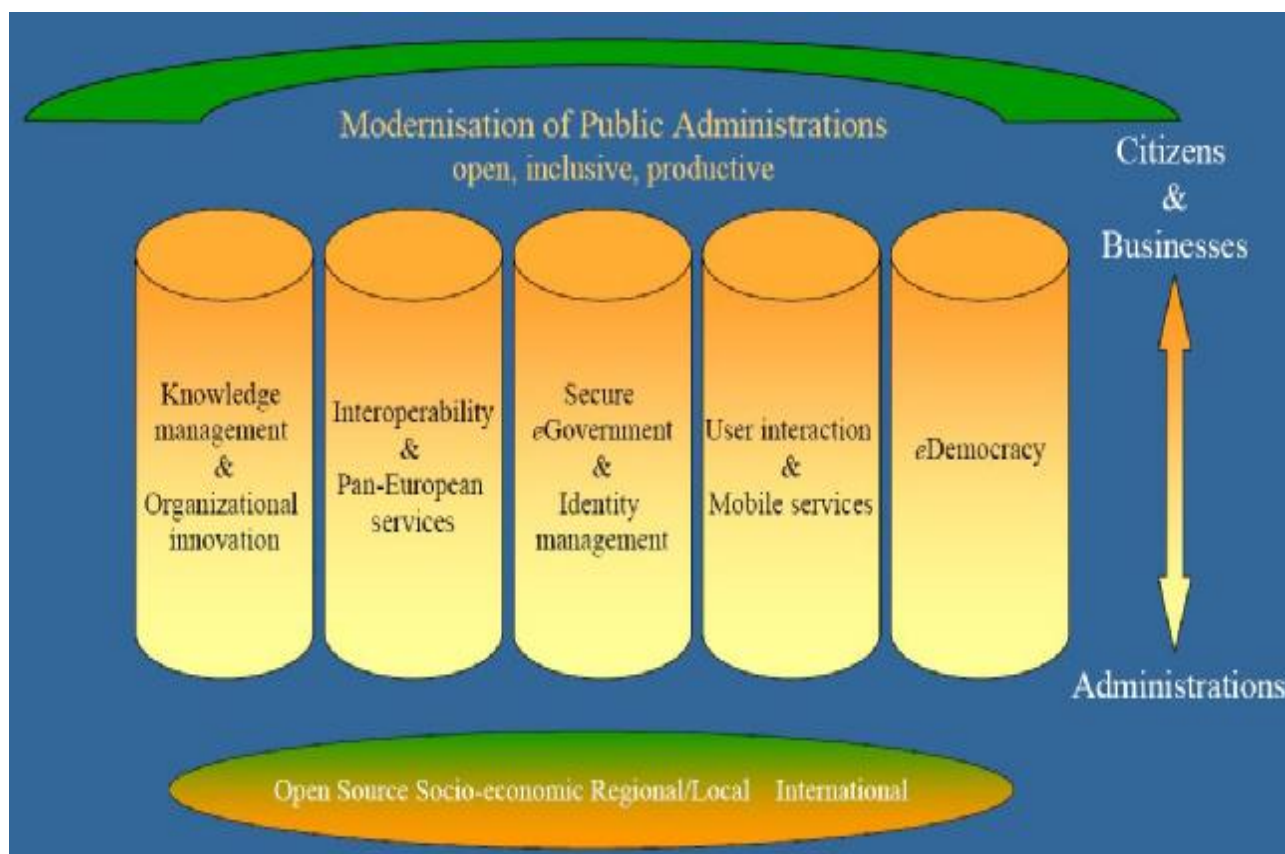 Modernisation of Public Administrations
open, inclusive, productive
Citizens
&
Businesses
Knowledge
management
&
Organizational
innovation
Interoperability
&
Pan-European
services
Secure
eGovernment
&
Identity
management
User interaction
&
Mobile services
eDemocracy
Administrations
Open Source Socio-economic Regional/Local International